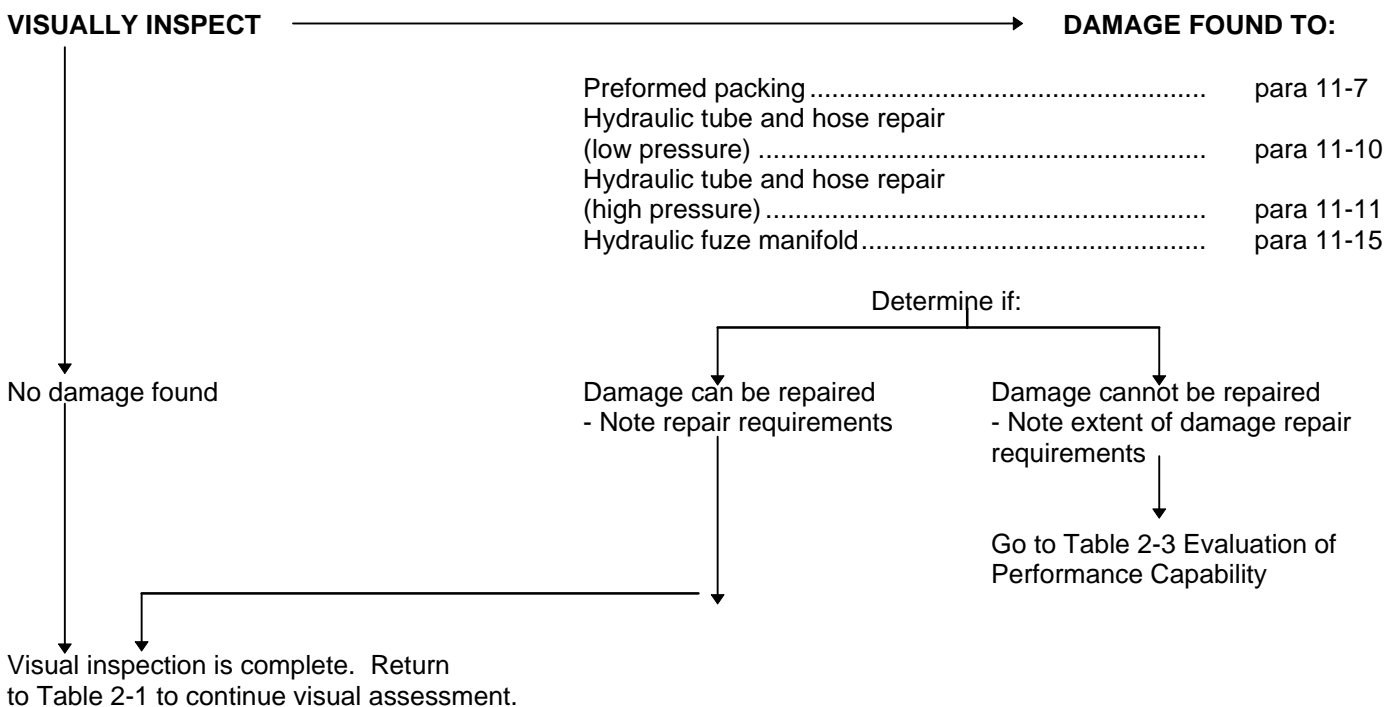 VISUALLY INSPECT DAMAGE FOUND TO:
Preformed packing ..................................................... para 11-7
Hydraulic tube and hose repair
(low pressure) ............................................................ para 11-10
Hydraulic tube and hose repair
(high pressure) ........................................................... para 11-11
Hydraulic fuze manifold.............................................. para 11-15
Determine if:
No damage found
Damage can be repaired
- Note repair requirements
Damage cannot be repaired
- Note extent of damage repair
requirements
Go to Table 2-3 Evaluation of
Performance Capability
Visual inspection is complete. Return
to Table 2-1 to continue visual assessment.